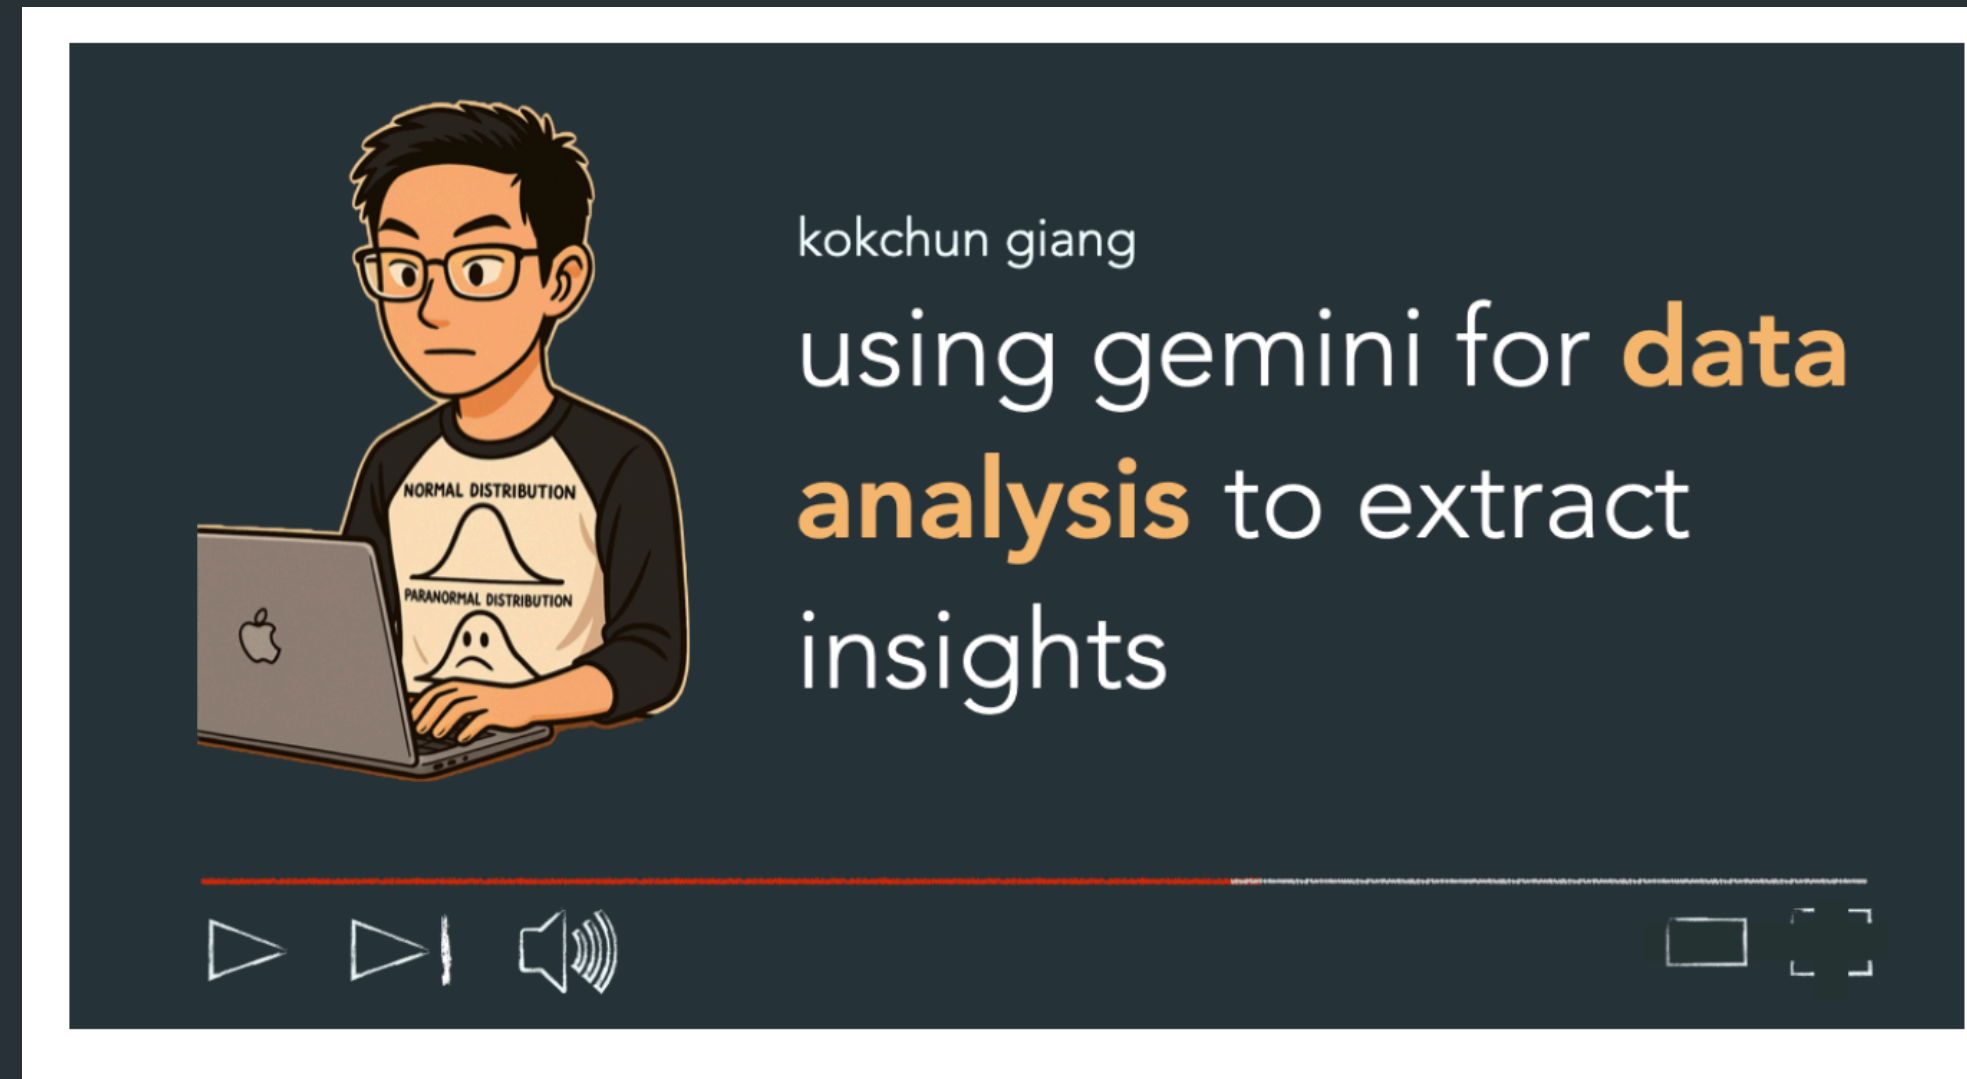 kokchun giang
using gemini for data
analysis to extract
insights
NORMAL DISTRIBUTION
PARANORMAL DISTRIBUTION